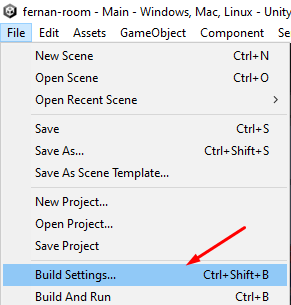 fernan-room - Main - Windows, Mac, Linux - Unity
File Edit Assets GameObject Component Se
New Scene Ctrl+N
Open Scene Ctrl+O
Open Recent Scene
Save Ctrl+S
Save As... Ctrl+Shift+S
Save As Scene Template...
New Project...
Open Project...
Save Project
Build Settings... Ctrl+Shift+B
Build And Run Ctrl+B